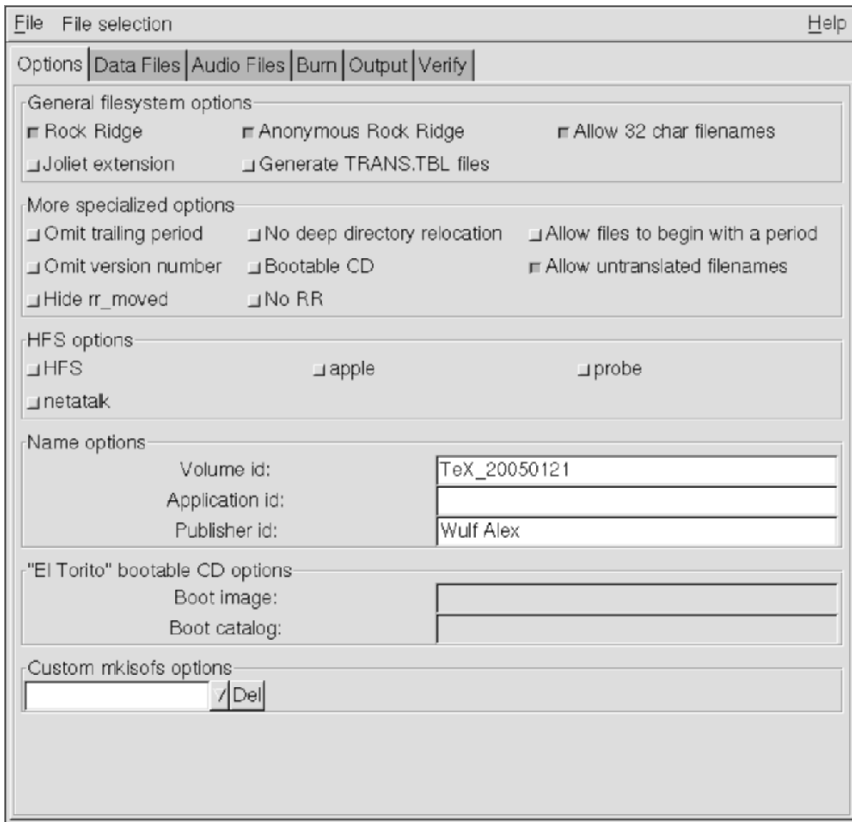 File File selection Help
Options Data Files Audio Files Burn Output Verify
General filesystem options
Rock Ridge Anonymous Rock Ridge Allow 32 char filenames
Joliet extension Generate TRANS.TBL files
More specialized options
Omit trailing period No deep directory relocation Allow files to begin with a period
Omit version number Bootable CD Allow untranslated filenames
Hide rr_moved No RR
HFS options
HFS apple probe
netatalk
Name options
Volume id: TeX_20050121
Application id:
Publisher id: Wulf Alex
"El Torito" bootable CD options
Boot image:
Boot catalog:
Custom mkisofs options
Del